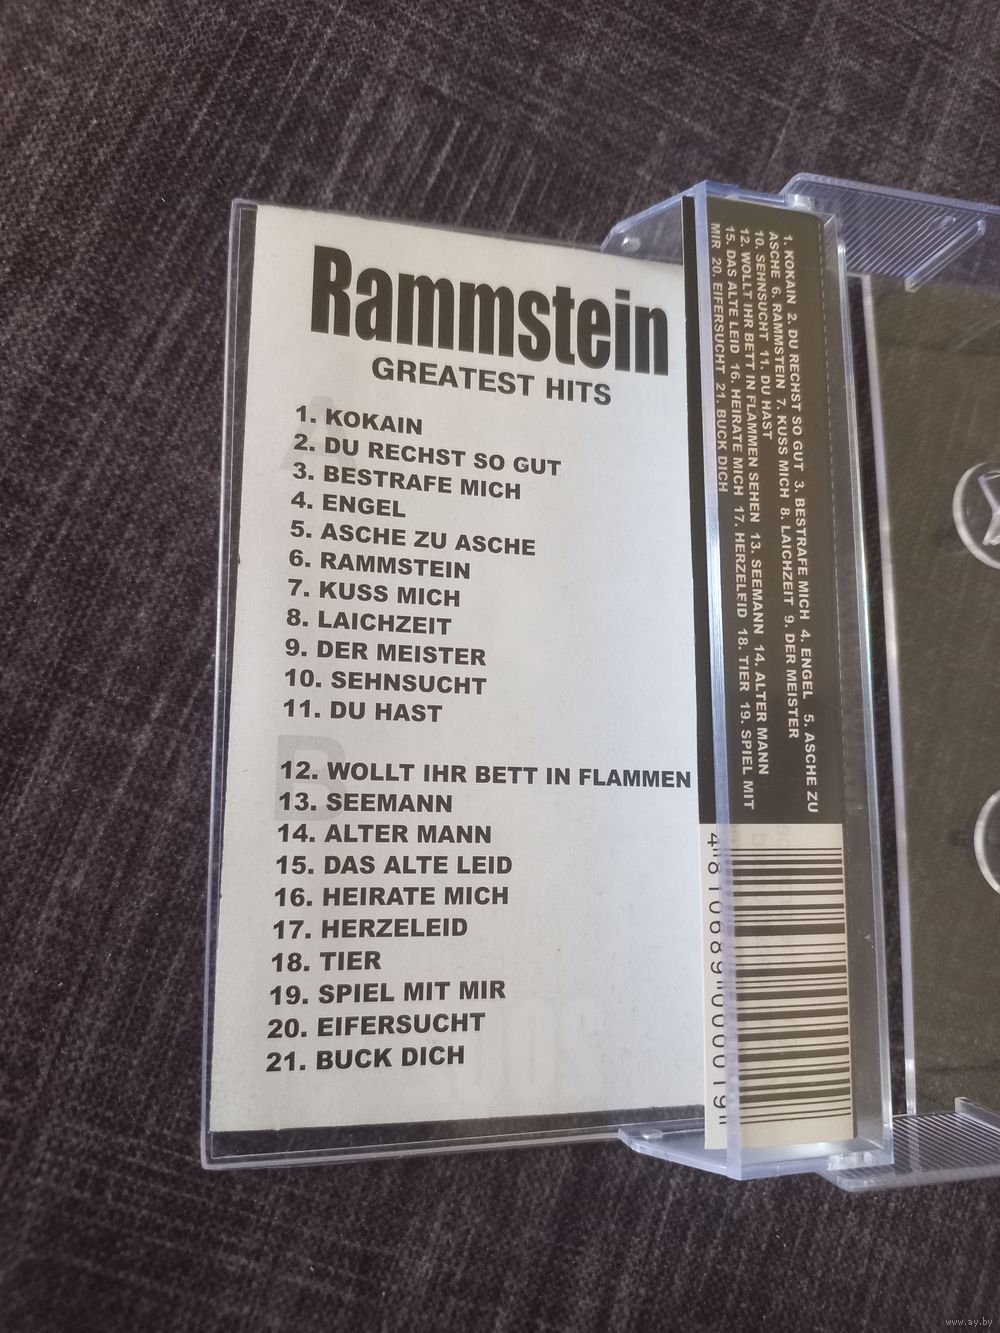 Rammstein
GREATEST HITS
A
1. KOKAIN
2. DU RECHST SO GUT
3. BESTRAFE MICH
4. ENGEL
5. ASCHE ZU ASCHE
6. RAMMSTEIN
7. KUSS MICH
8. LAICHZEIT
9. DER MEISTER
10. SEHNSUCHT
11. DU HAST
B
12. WOLLT IHR BETT IN FLAMMEN
13. SEEMANN
14. ALTER MANN
15. DAS ALTE LEID
16. HEIRATE MICH
17. HERZELEID
18. TIER
19. SPIEL MIT MIR
20. EIFERSUCHT
21. BUCK DICH
1. KOKAIN 2. DU RECHST SO GUT 3. BESTRAFE MICH 4. ENGEL 5. ASCHE ZU
ASCHE 6. RAMMSTEIN 7. KUSS MICH 8. LAICHZEIT 9. DER MEISTER
10. SEHNSUCHT 11. DU HAST
12. WOLLT IHR BETT IN FLAMMEN SEHEN 13. SEEMANN 14. ALTER MANN
15. DAS ALTE LEID 16. HEIRATE MICH 17. HERZELEID 18. TIER 19. SPIEL MIT
MIR 20. EIFERSUCHT 21. BUCK DICH
4 810689 000019
www.ay.by